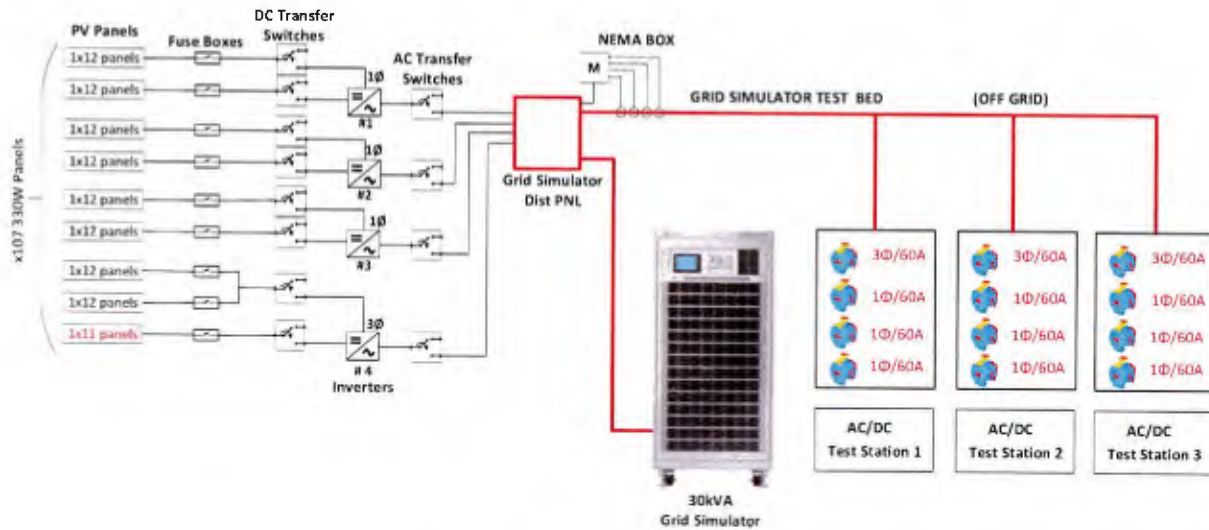 PV Panels
Fuse Boxes
DC Transfer
Switches
AC Transfer
Switches
NEMA BOX
M
GRID SIMULATOR TEST BED
(OFF GRID)
x107 330W Panels
1x12 panels
1x12 panels
1x12 panels
1x12 panels
1x12 panels
1x12 panels
1x12 panels
1x12 panels
1x11 panels
1Ø
#1
1Ø
#2
1Ø
#3
3Ø
#4
Inverters
Grid Simulator
Dist PNL
30kVA
Grid Simulator
3Φ/60A
1Φ/60A
1Φ/60A
1Φ/60A
AC/DC
Test Station 1
3Φ/60A
1Φ/60A
1Φ/60A
1Φ/60A
AC/DC
Test Station 2
3Φ/60A
1Φ/60A
1Φ/60A
1Φ/60A
AC/DC
Test Station 3